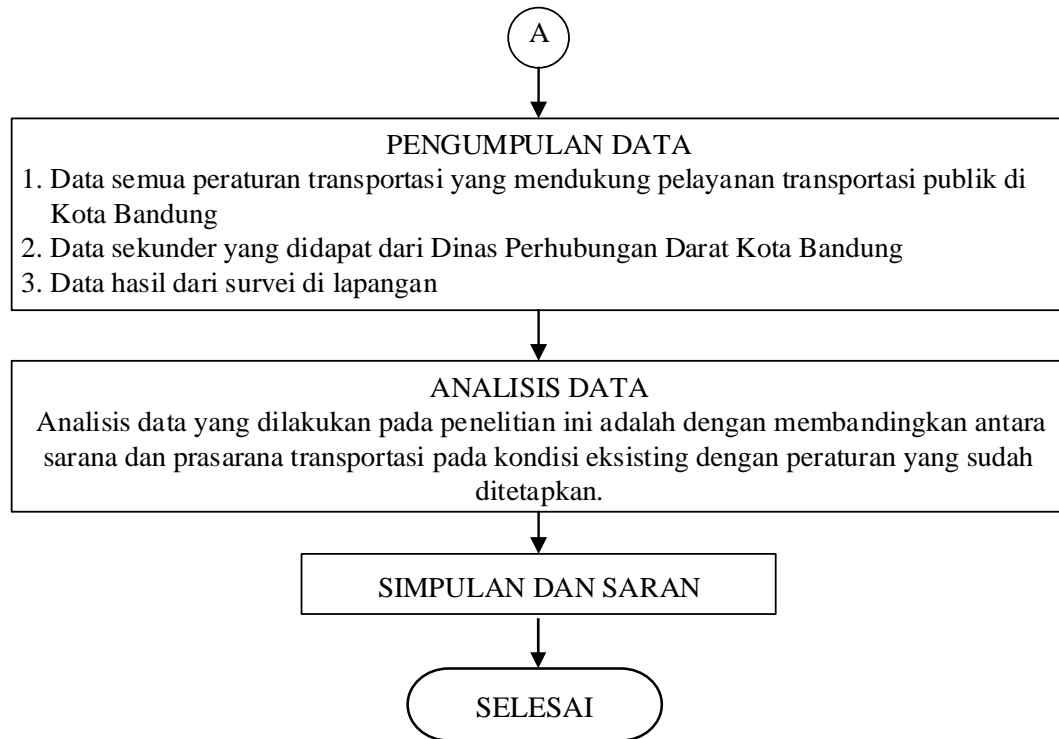 A
PENGUMPULAN DATA
1. Data semua peraturan transportasi yang mendukung pelayanan transportasi publik di
Kota Bandung
2. Data sekunder yang didapat dari Dinas Perhubungan Darat Kota Bandung
3. Data hasil dari survei di lapangan
ANALISIS DATA
Analisis data yang dilakukan pada penelitian ini adalah dengan membandingkan antara
sarana dan prasarana transportasi pada kondisi eksisting dengan peraturan yang sudah
ditetapkan.
SIMPULAN DAN SARAN
SELESAI